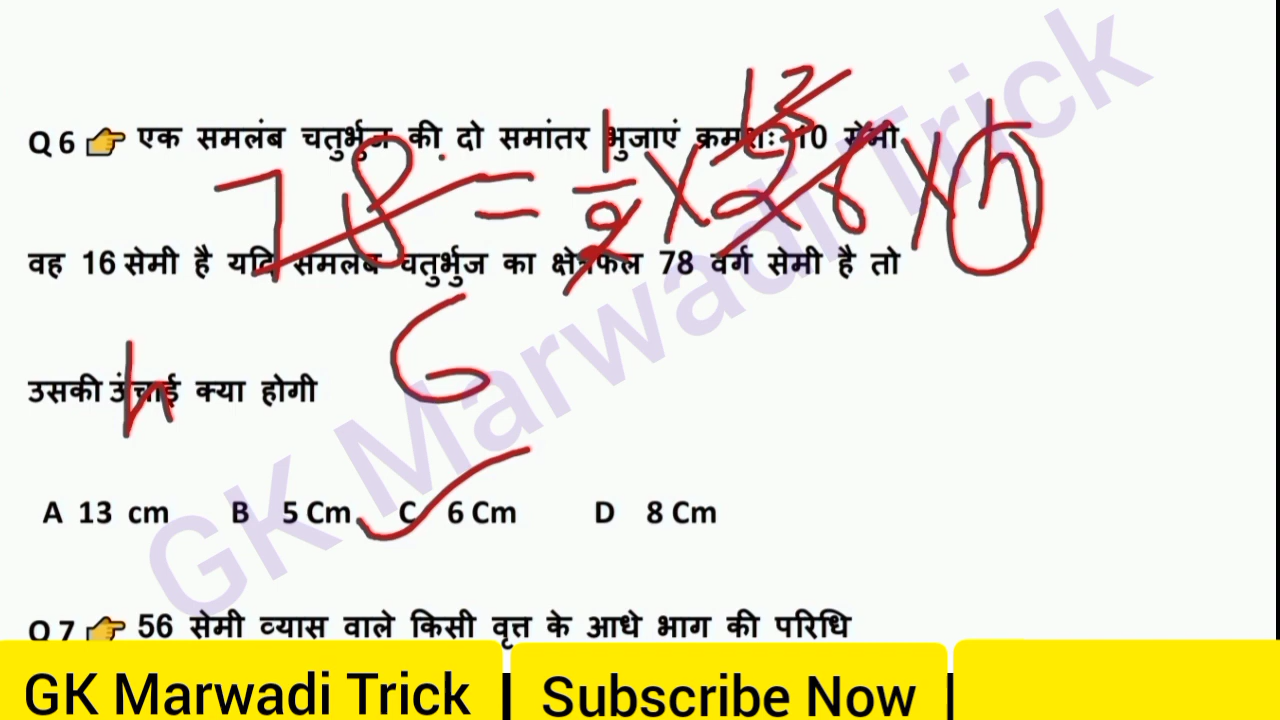 Q 6 👉 एक समलंब चतुर्भुज की दो समांतर भुजाएं क्रमशः 10 सेमी
78 = 1/2 × 26 × h
13
वह 16 सेमी है यदि समलंब चतुर्भुज का क्षेत्रफल 78 वर्ग सेमी है तो
6
उसकी उंचाई क्या होगी
h
A 13 cm B 5 Cm C 6 Cm D 8 Cm
Q 7 👉 56 सेमी व्यास वाले किसी वृत्त के आधे भाग की परिधि
GK Marwadi Trick
GK Marwadi Trick Subscribe Now